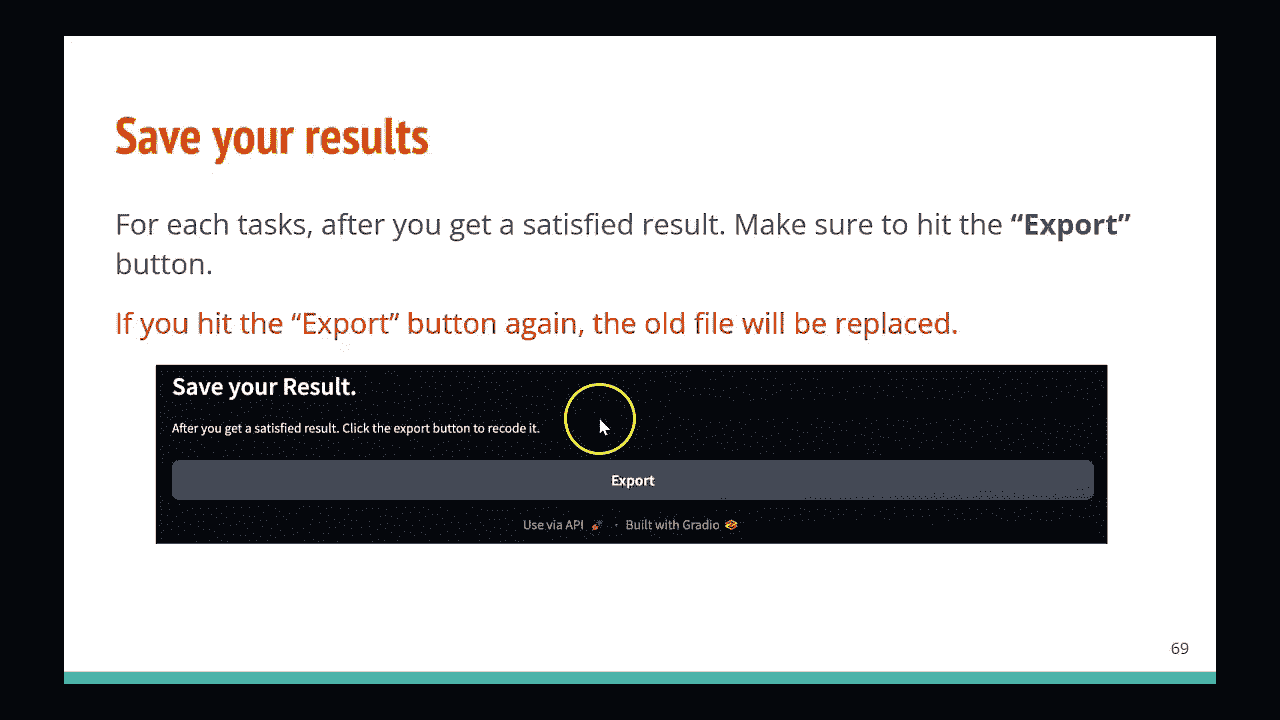 Save your results
For each tasks, after you get a satisfied result. Make sure to hit the “Export”
button.
If you hit the “Export” button again, the old file will be replaced.
Save your Result.
After you get a satisfied result. Click the export button to recode it.
Export
Use via API · Built with Gradio
69